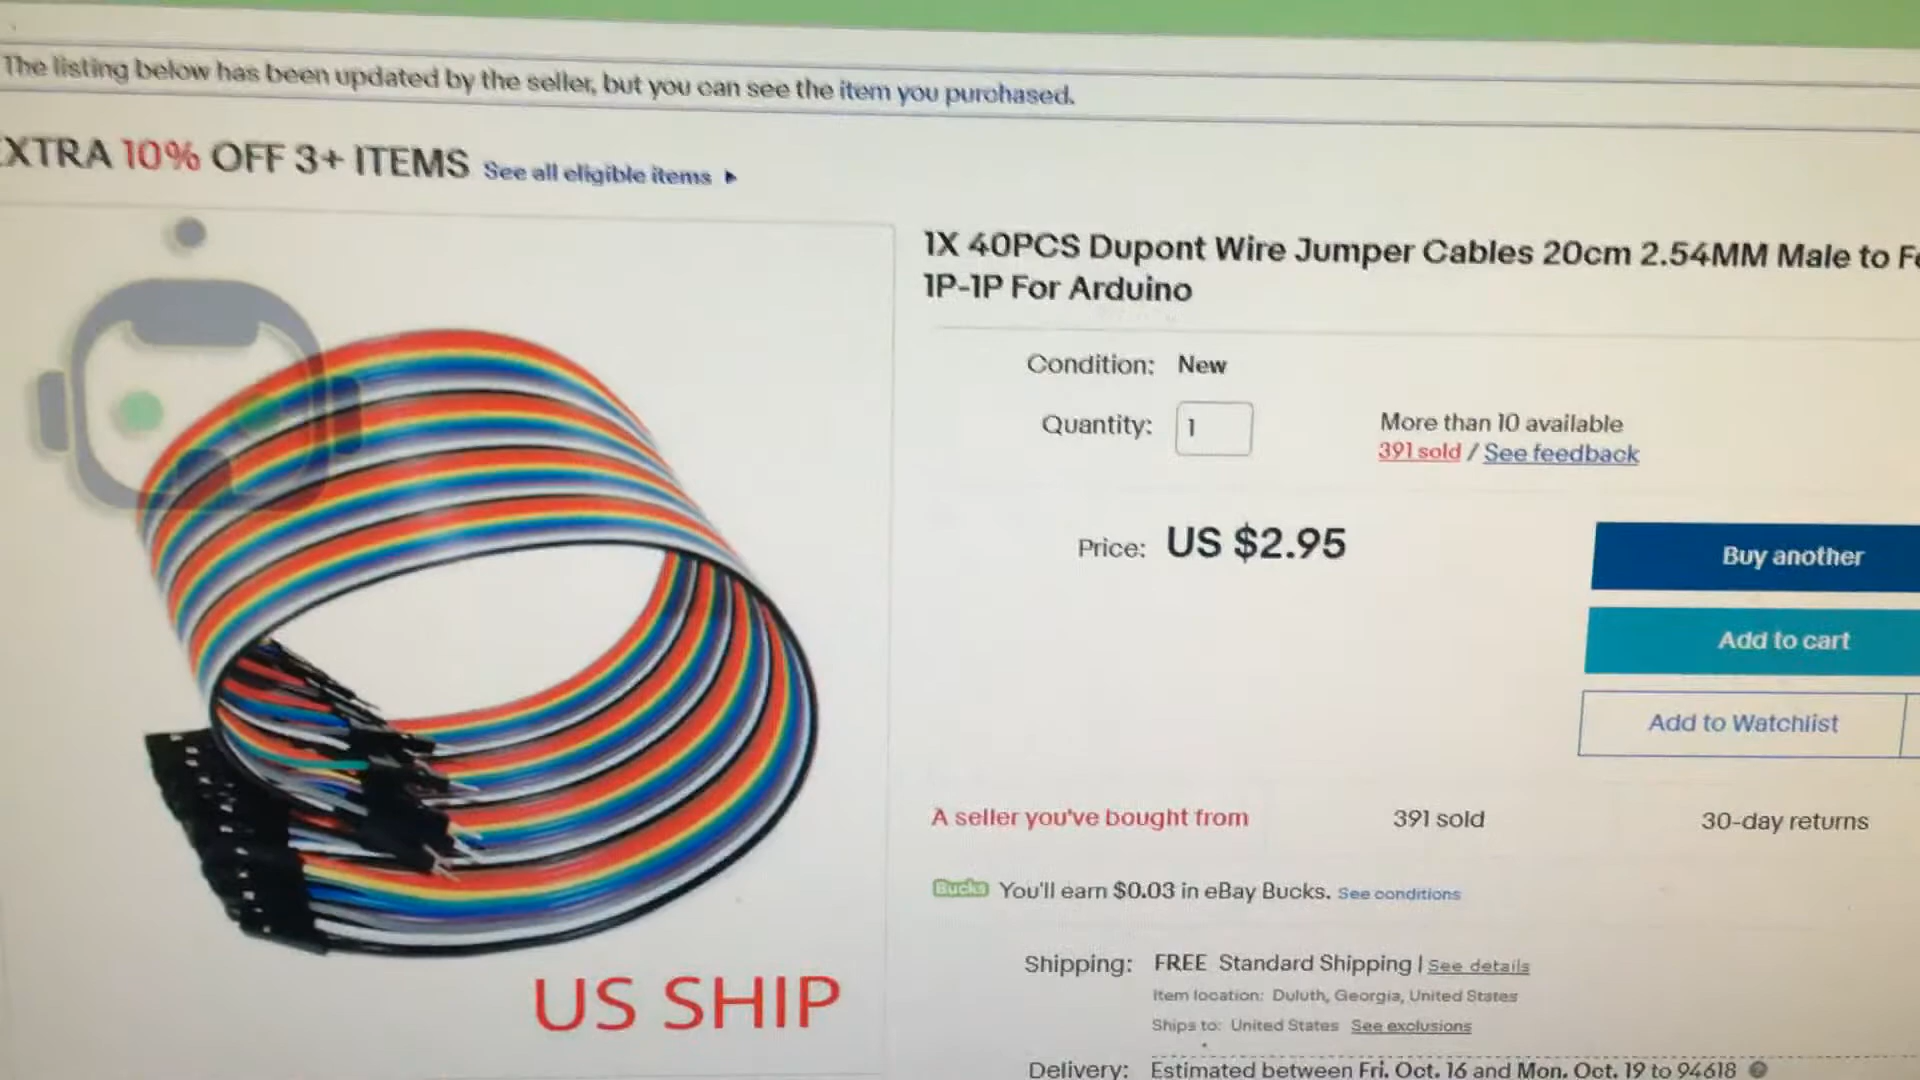 The listing below has been updated by the seller, but you can see the item you purchased.
EXTRA 10% OFF 3+ ITEMS See all eligible items
1X 40PCS Dupont Wire Jumper Cables 20cm 2.54MM Male to Fe
1P-1P For Arduino
Condition: New
Quantity: 1
More than 10 available
391 sold / See feedback
Price: US $2.95
Buy another
Add to cart
Add to Watchlist
A seller you've bought from 391 sold 30-day returns
Bucks You'll earn $0.03 in eBay Bucks. See conditions
Shipping: FREE Standard Shipping | See details
Item location: Duluth, Georgia, United States
Ships to: United States See exclusions
Delivery: Estimated between Fri. Oct. 16 and Mon. Oct. 19 to 94618
US SHIP